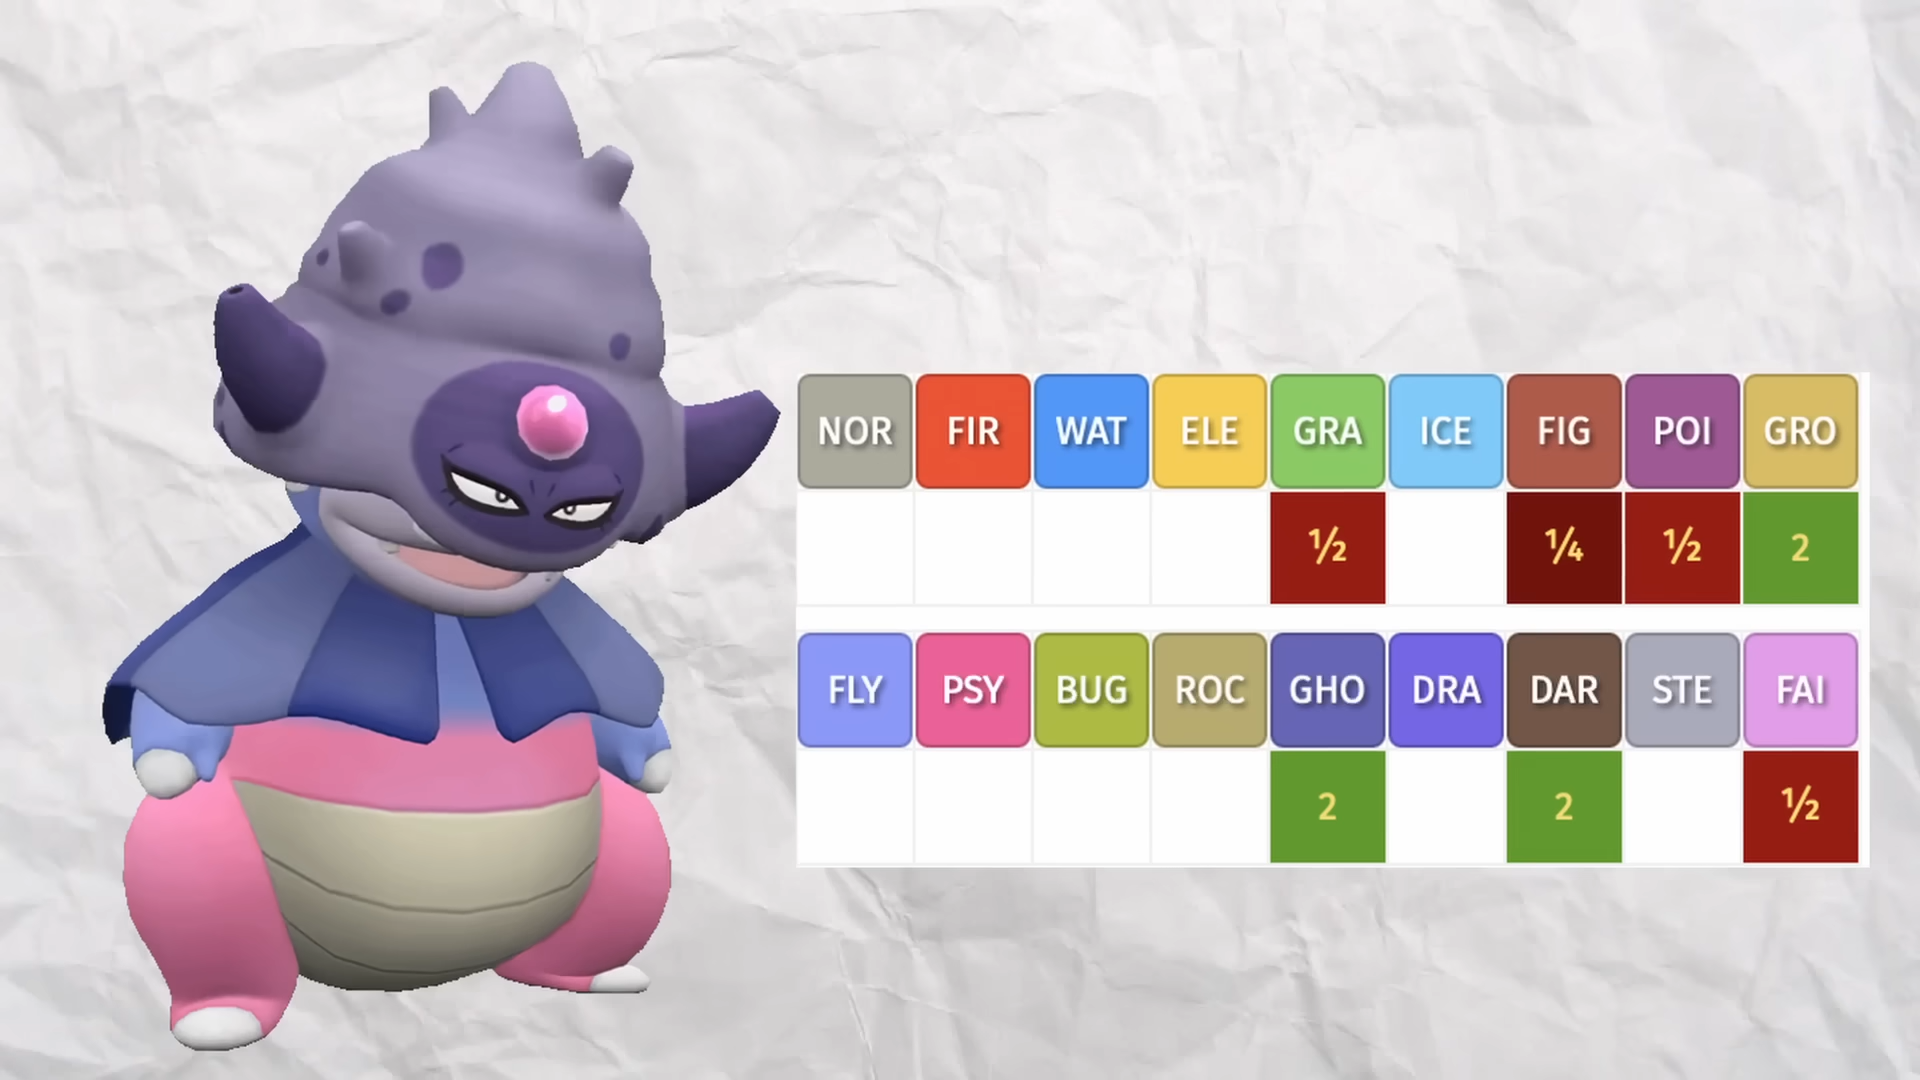 NOR FIR WAT ELE GRA ICE FIG POI GRO
½ ¼ ½ 2
FLY PSY BUG ROC GHO DRA DAR STE FAI
2 2 ½